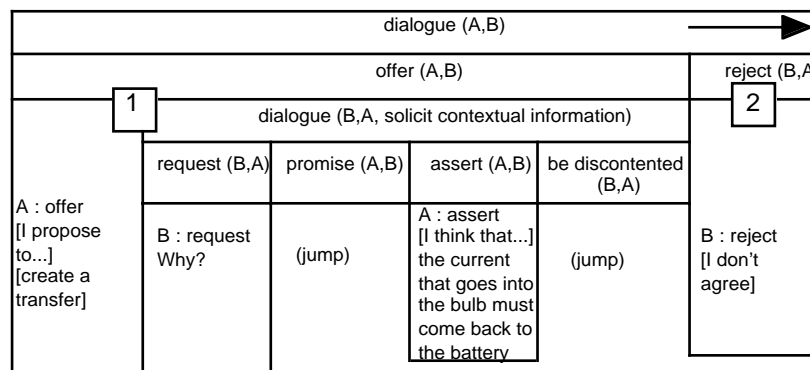 dialogue (A,B)
offer (A,B)
reject (B,A
1
2
dialogue (B,A, solicit contextual information)
request (B,A)
promise (A,B)
assert (A,B)
be discontented
(B,A)
A : offer
[I propose
to...]
[create a
transfer]
B : request
Why?
(jump)
A : assert
[I think that...]
the current
that goes into
the bulb must
come back to
the battery
(jump)
B : reject
[I don't
agree]